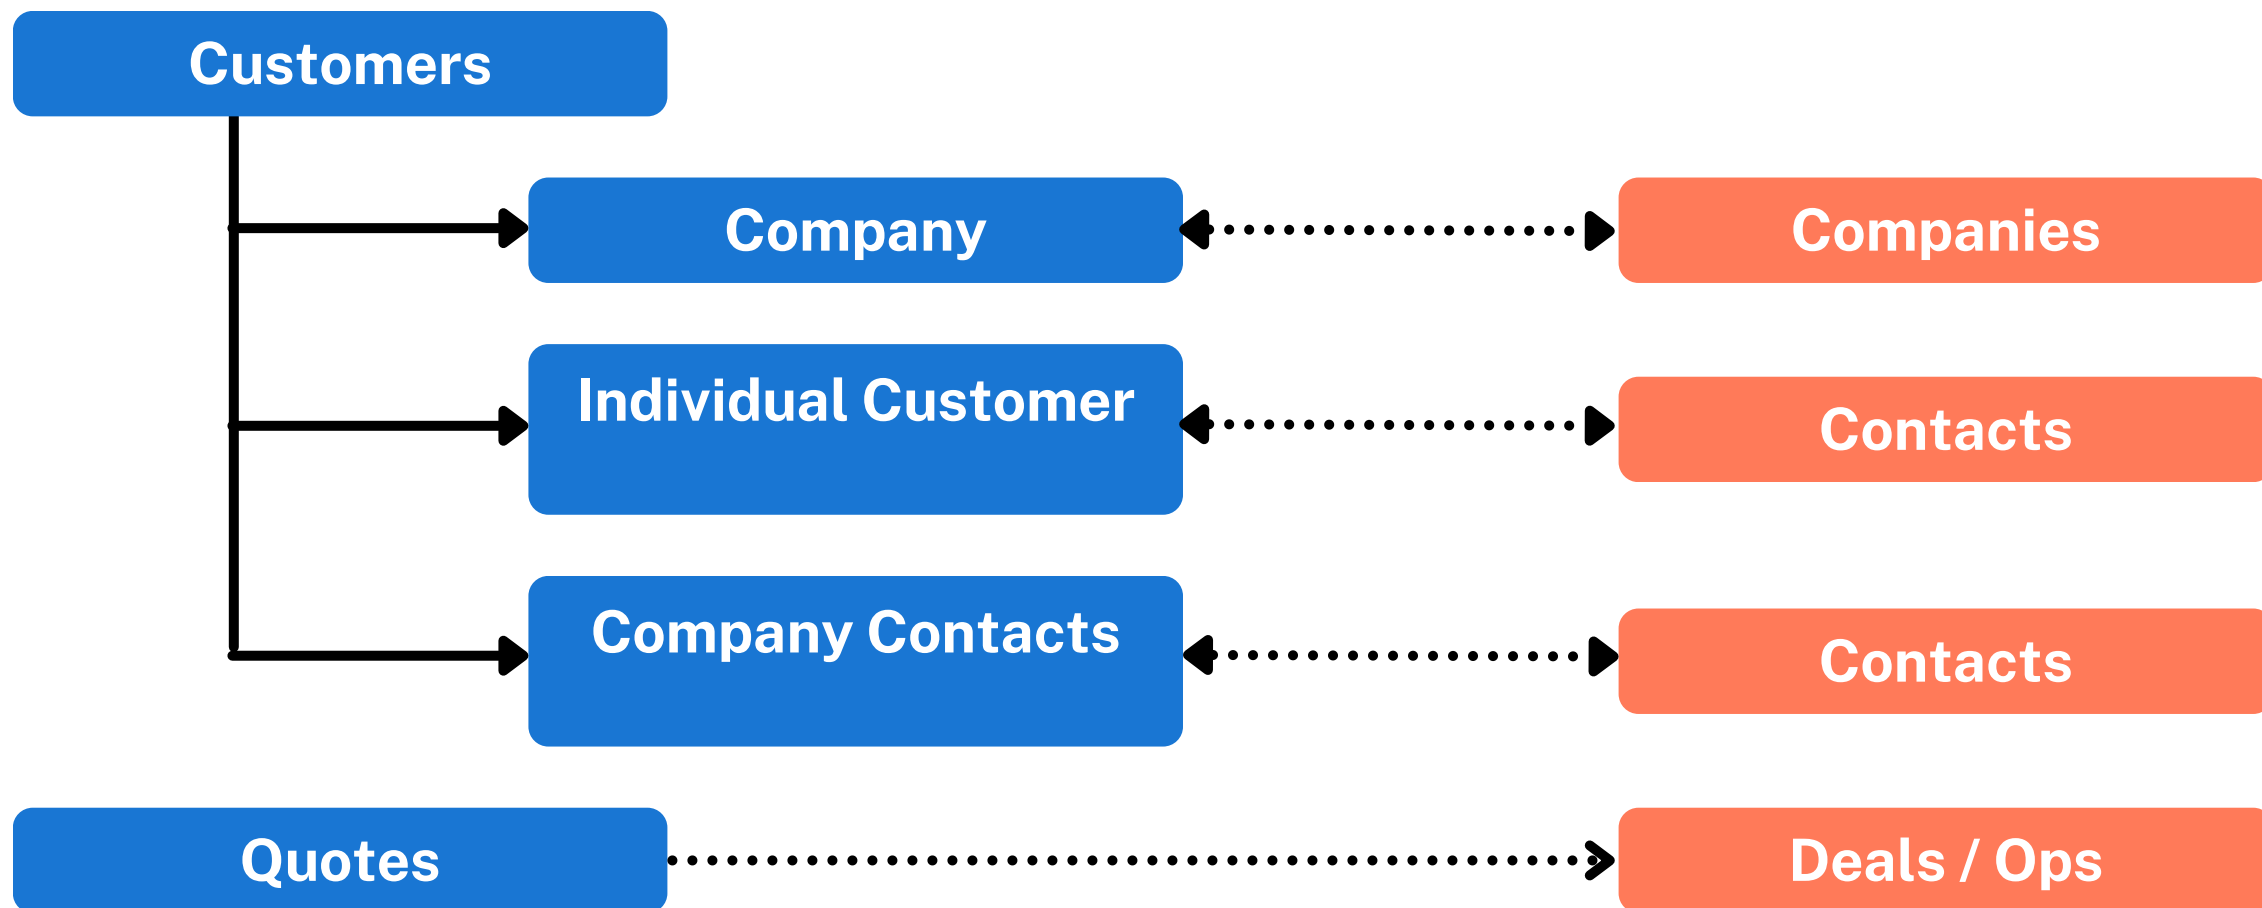 Customers
Company
Companies
Individual Customer
Contacts
Company Contacts
Contacts
Quotes
Deals / Ops